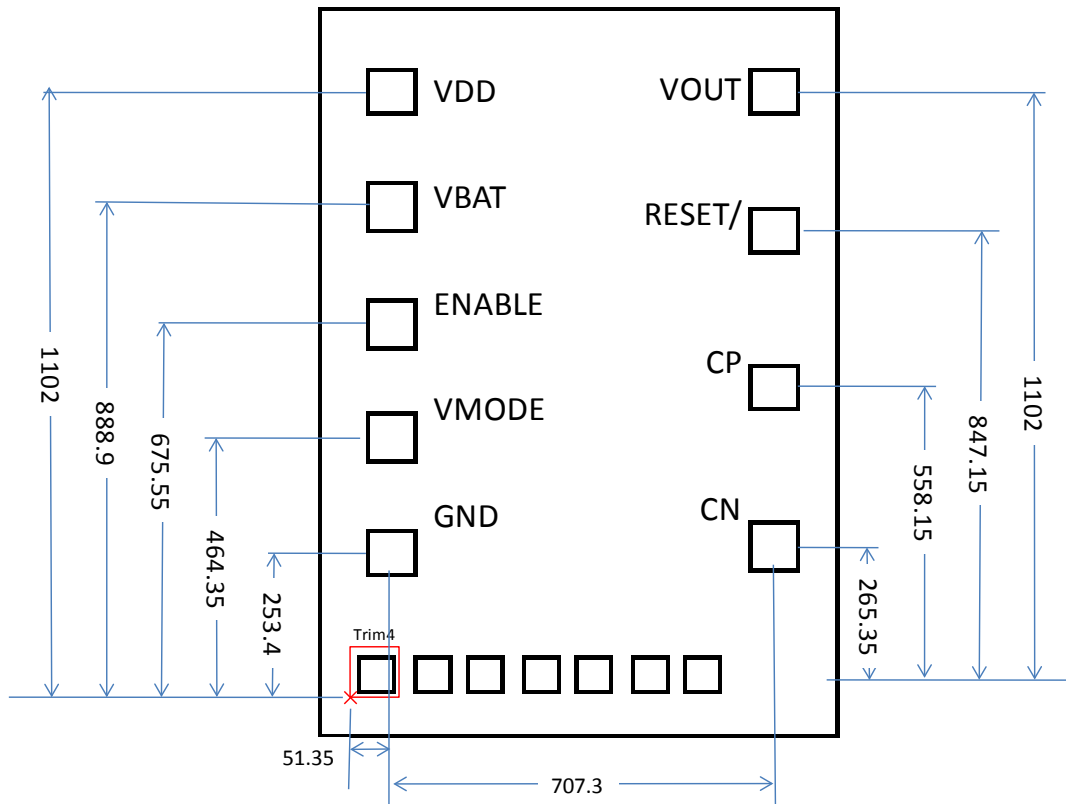 VDD
VOUT
VBAT
RESET/
ENABLE
CP
VMODE
GND
CN
1102
888.9
675.55
464.35
253.4
1102
847.15
558.15
265.35
Trim4
51.35
707.3